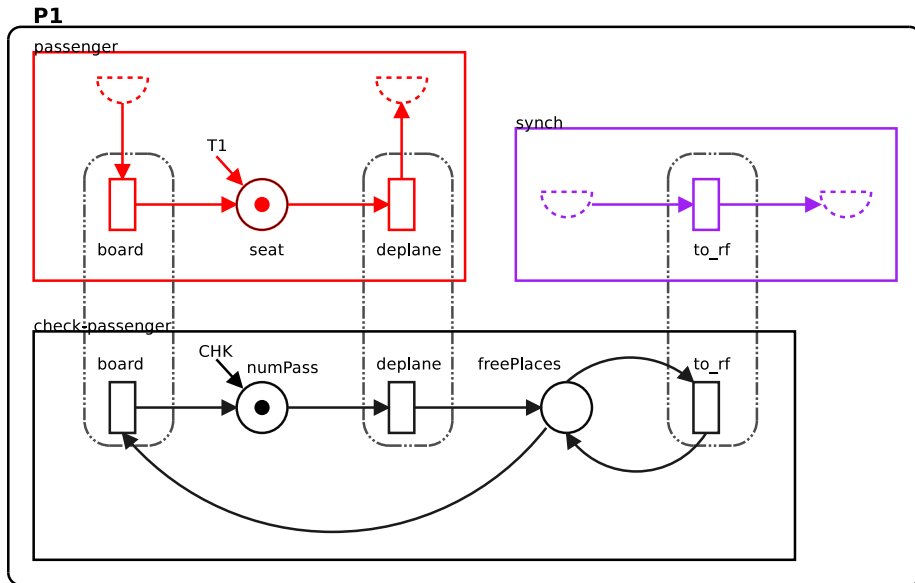 P1
passenger
T1
board
seat
deplane
synch
to_rf
check-passenger
board
CHK
numPass
deplane
freePlaces
to_rf